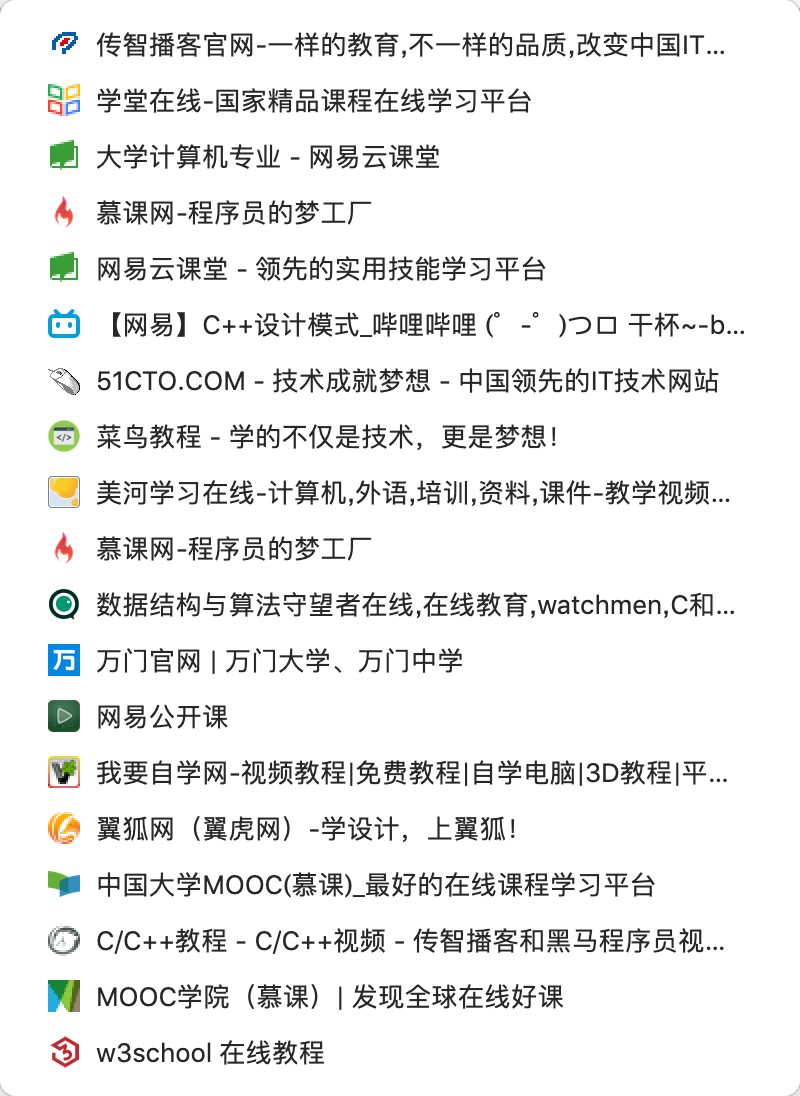 传智播客官网-一样的教育,不一样的品质,改变中国IT...
学堂在线-国家精品课程在线学习平台
大学计算机专业 - 网易云课堂
慕课网-程序员的梦工厂
网易云课堂 - 领先的实用技能学习平台
【网易】C++设计模式_哔哩哔哩 (゜-゜)つロ 干杯~-b...
51CTO.COM - 技术成就梦想 - 中国领先的IT技术网站
菜鸟教程 - 学的不仅是技术，更是梦想！
美河学习在线-计算机,外语,培训,资料,课件-教学视频...
慕课网-程序员的梦工厂
数据结构与算法守望者在线,在线教育,watchmen,C和...
万门官网 | 万门大学、万门中学
网易公开课
我要自学网-视频教程|免费教程|自学电脑|3D教程|平...
翼狐网（翼虎网）-学设计，上翼狐！
中国大学MOOC(慕课)_最好的在线课程学习平台
C/C++教程 - C/C++视频 - 传智播客和黑马程序员视...
MOOC学院（慕课）| 发现全球在线好课
w3school 在线教程